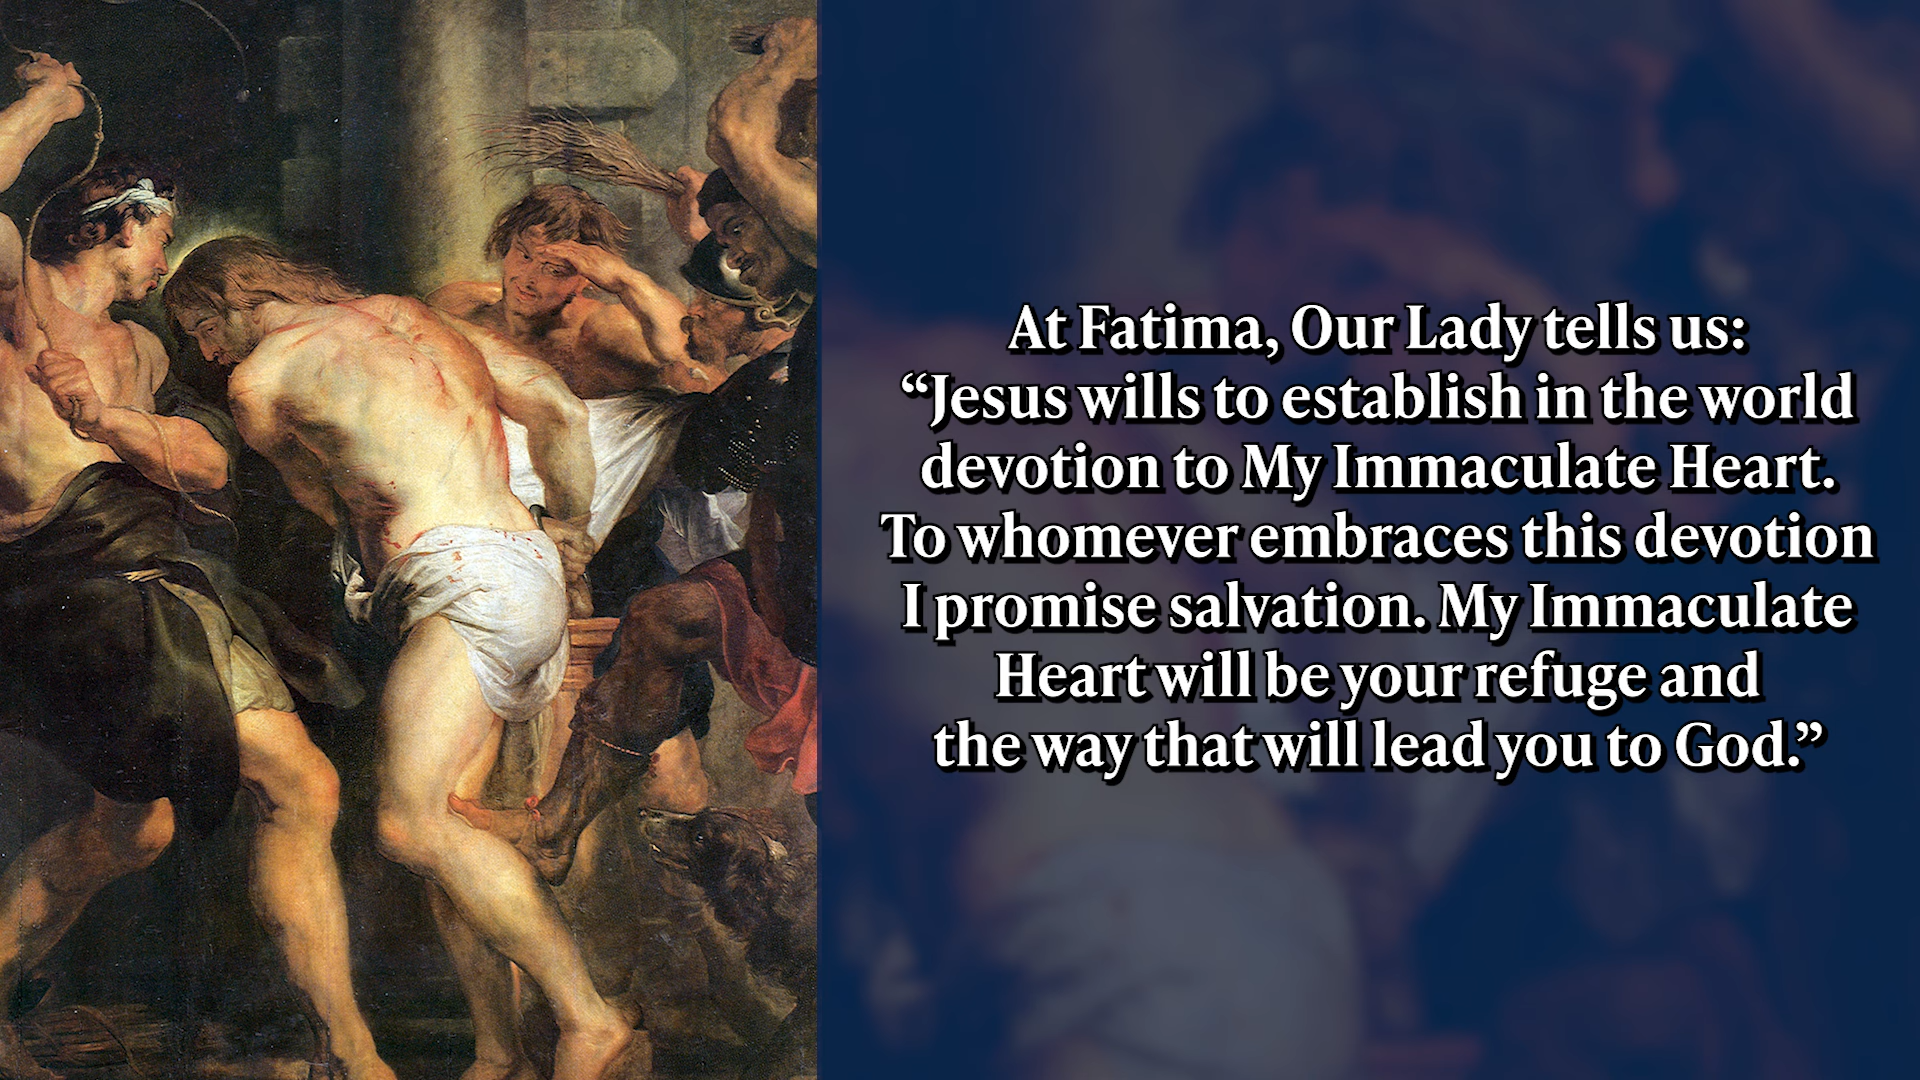 At Fatima, Our Lady tells us:
“Jesus wills to establish in the world
devotion to My Immaculate Heart.
To whomever embraces this devotion
I promise salvation. My Immaculate
Heart will be your refuge and
the way that will lead you to God.”